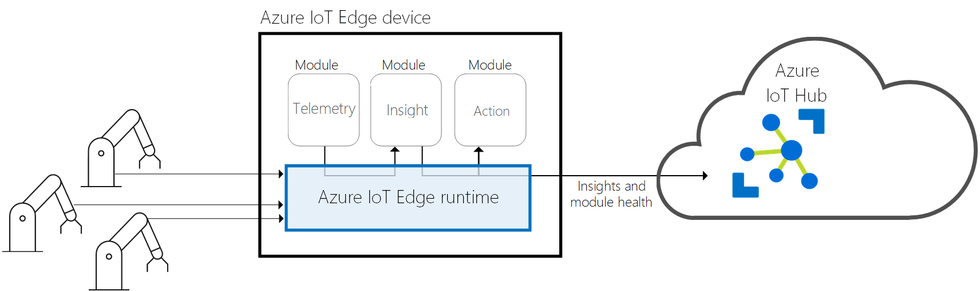 Azure IoT Edge device
Module
Module
Module
Telemetry
Insight
Action
Azure IoT Edge runtime
Insights and
module health
Azure
IoT Hub